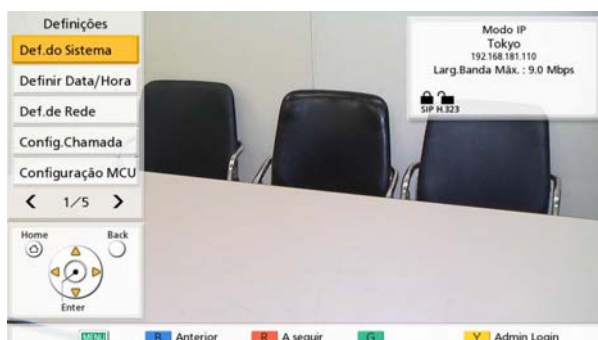 Definições
Def.do Sistema
Definir Data/Hora
Def.de Rede
Config.Chamada
Configuração MCU
1/5
Home Back
Enter
Modo IP
Tokyo
192.168.181.110
Larg.Banda Máx. : 9.0 Mbps
SIP H.323
MENU B Anterior R A seguir G Y Admin Login